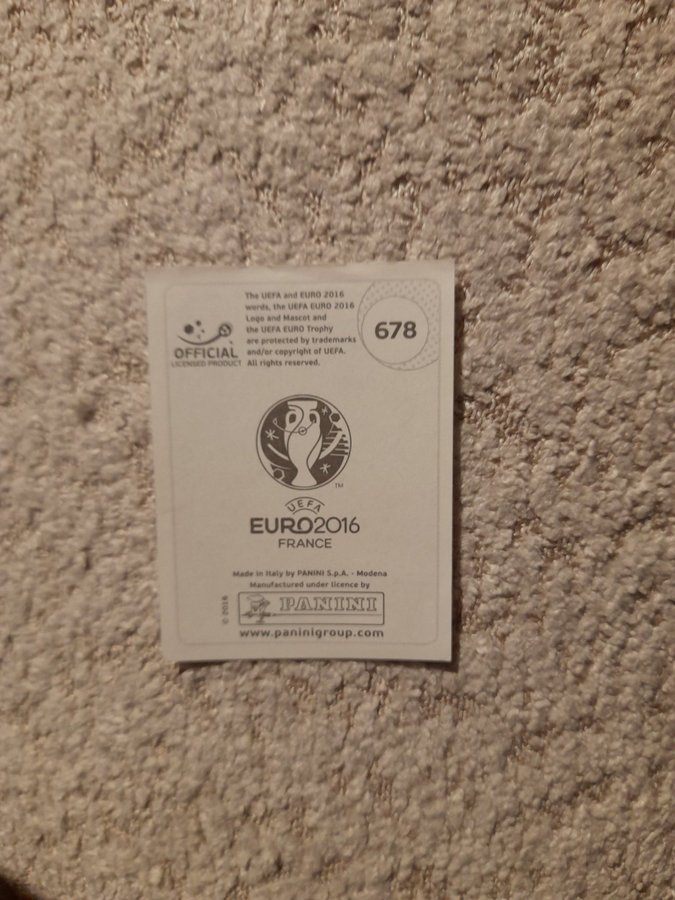 The UEFA and EURO 2016
words, the UEFA EURO 2016
Logo and Mascot and
the UEFA EURO Trophy
are protected by trademarks
and/or copyright of UEFA.
All rights reserved.
OFFICIAL
LICENSED PRODUCT
678
TM
UEFA
EURO2016
FRANCE
Made in Italy by PANINI S.p.A. - Modena
Manufactured under licence by
© 2016
PANINI
www.paninigroup.com